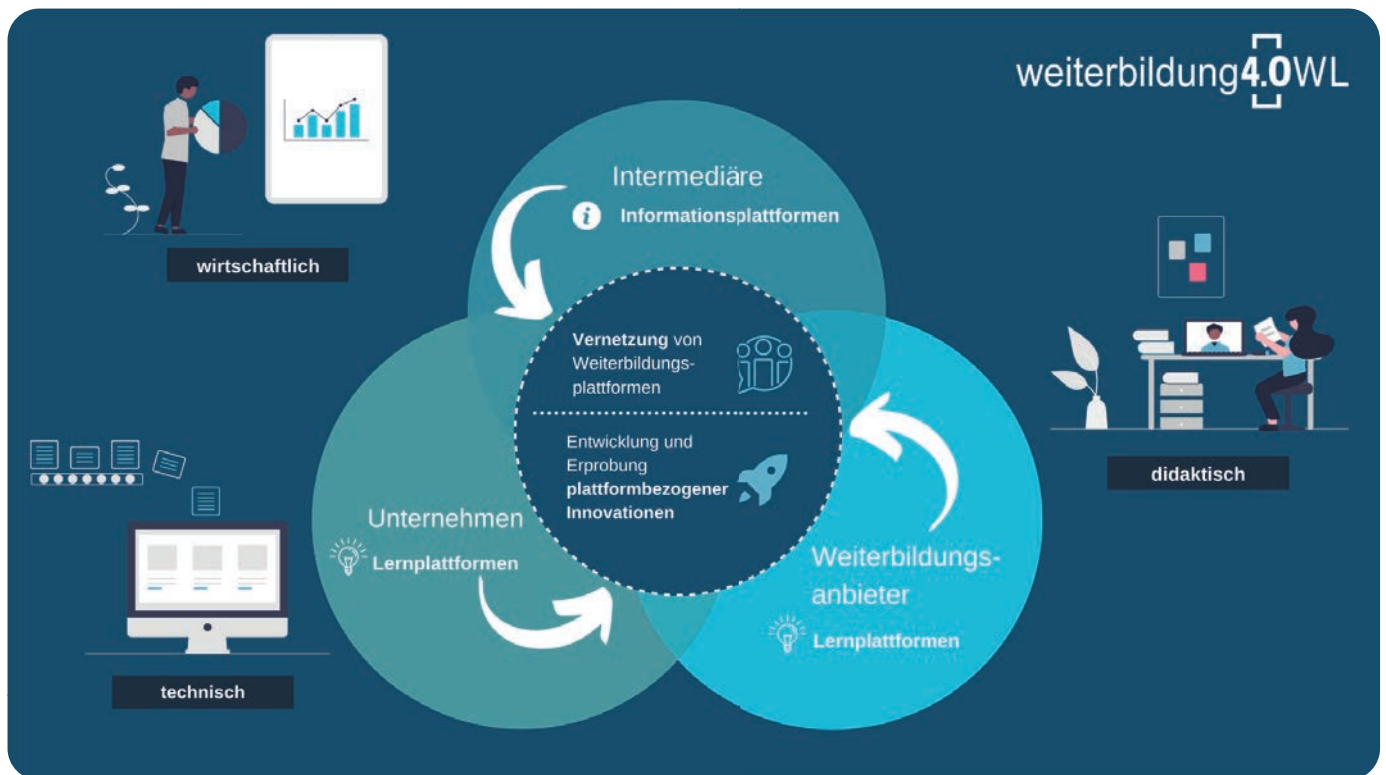 weiterbildung4.0WL
Intermediäre
Informationsplattformen
wirtschaftlich
Vernetzung von
Weiterbildungs-
plattformen
Entwicklung und
Erprobung
plattformbezogener
Innovationen
didaktisch
Unternehmen
Lernplattformen
Weiterbildungs-
anbieter
Lernplattformen
technisch